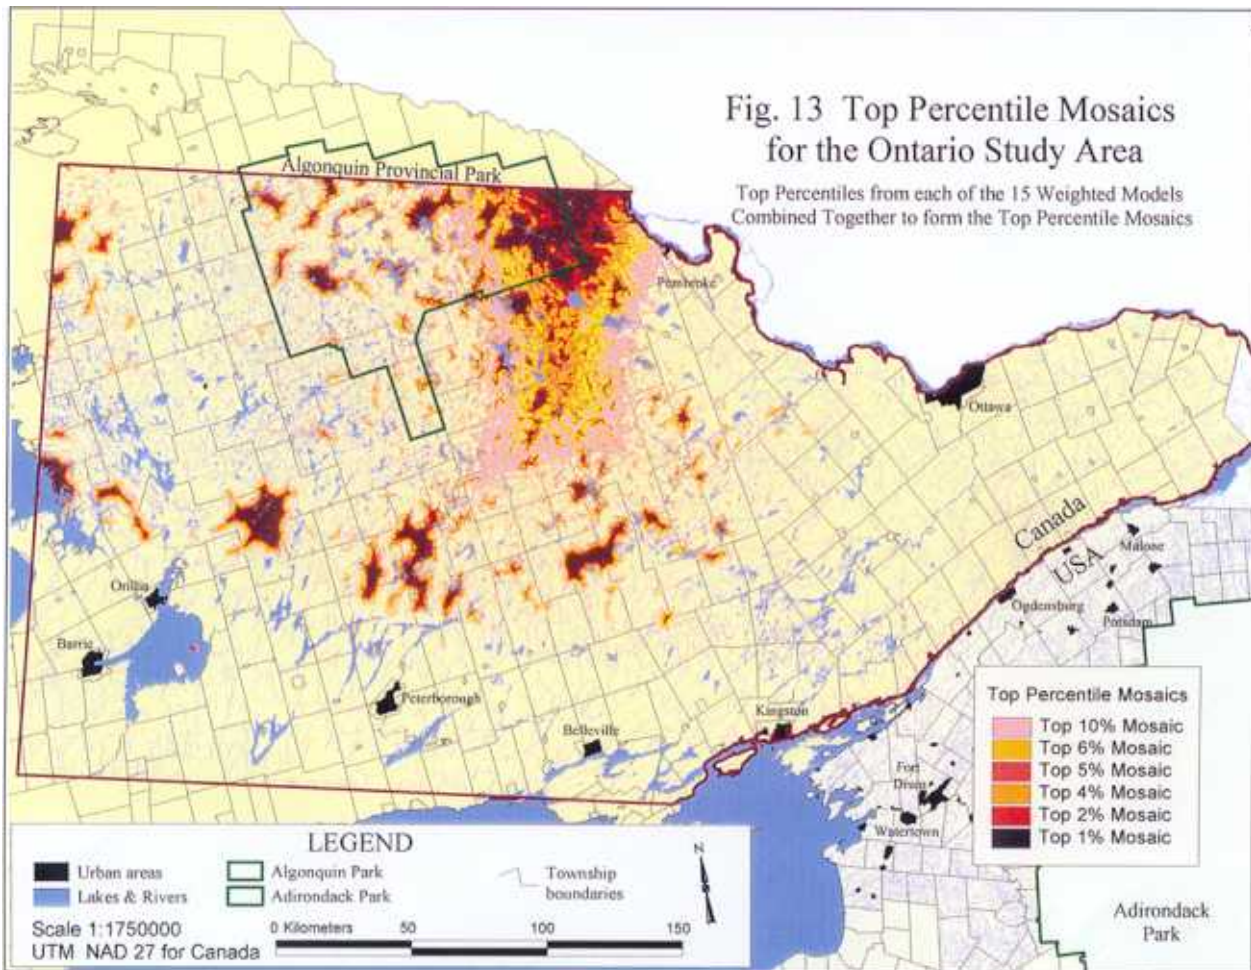 Fig. 13 Top Percentile Mosaics
for the Ontario Study Area
Top Percentiles from each of the 15 Weighted Models
Combined Together to form the Top Percentile Mosaics
Algonquin Provincial Park
Pembroke
Ottawa
Canada
USA
Malone
Orillia
Ogdensburg
Potsdam
Barrie
Peterborough
Kingston
Belleville
Top Percentile Mosaics
Top 10% Mosaic
Top 6% Mosaic
Top 5% Mosaic
Top 4% Mosaic
Top 2% Mosaic
Top 1% Mosaic
Fort
Drum
Watertown
Adirondack
Park
LEGEND
Urban areas
Algonquin Park
Township
boundaries
Lakes & Rivers
Adirondack Park
N
Scale 1:1750000
0 Kilometers 50 100 150
UTM NAD 27 for Canada